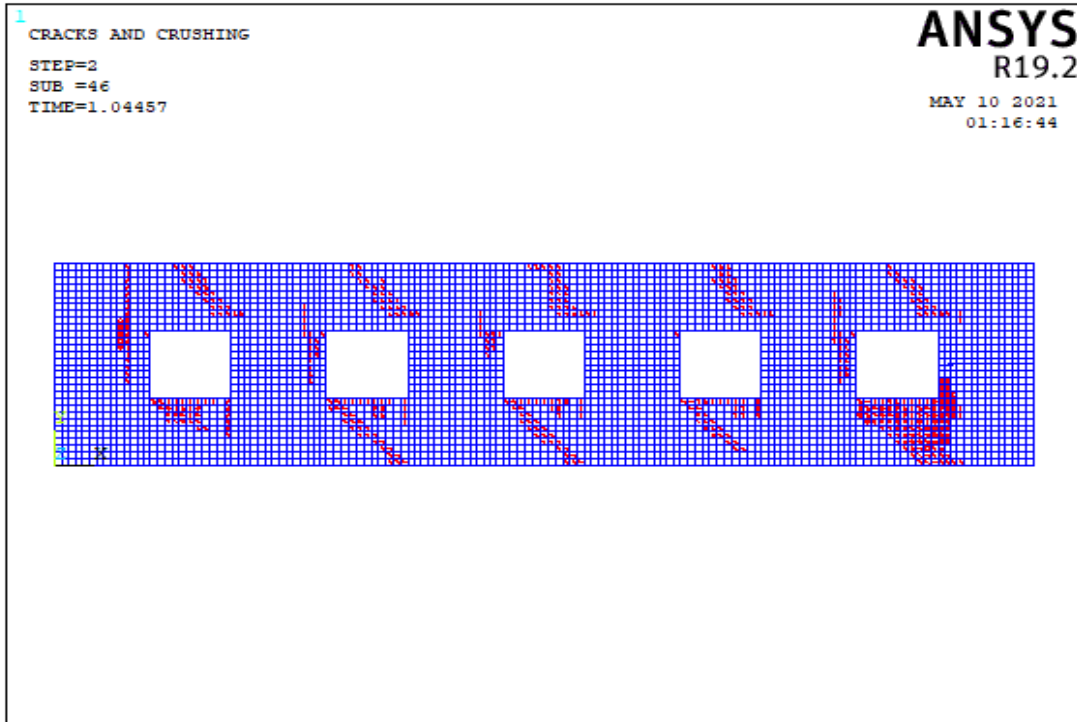 1
CRACKS AND CRUSHING
STEP=2
SUB =46
TIME=1.04457
ANSYS
R19.2
MAY 10 2021
01:16:44
Y
Z X